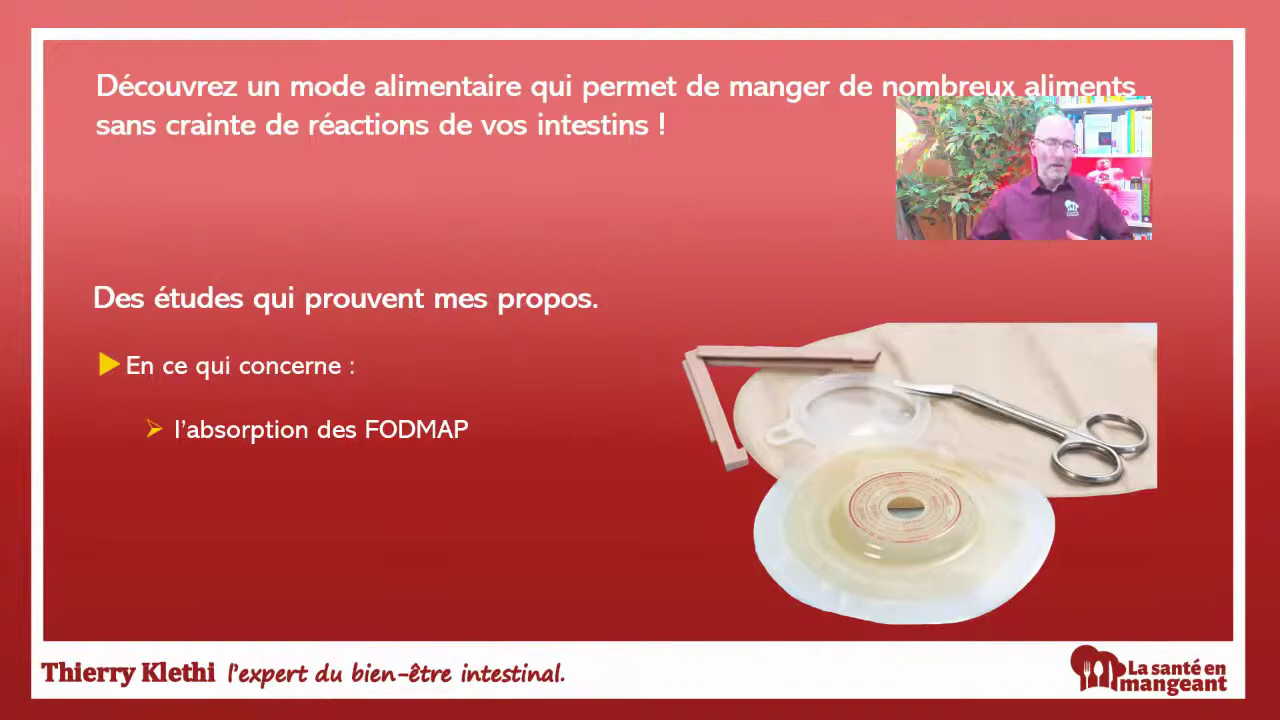 Découvrez un mode alimentaire qui permet de manger de nombreux aliments
sans crainte de réactions de vos intestins !
Des études qui prouvent mes propos.
En ce qui concerne :
l'absorption des FODMAP
Thierry Klethi l'expert du bien-être intestinal.
La santé en
mangeant